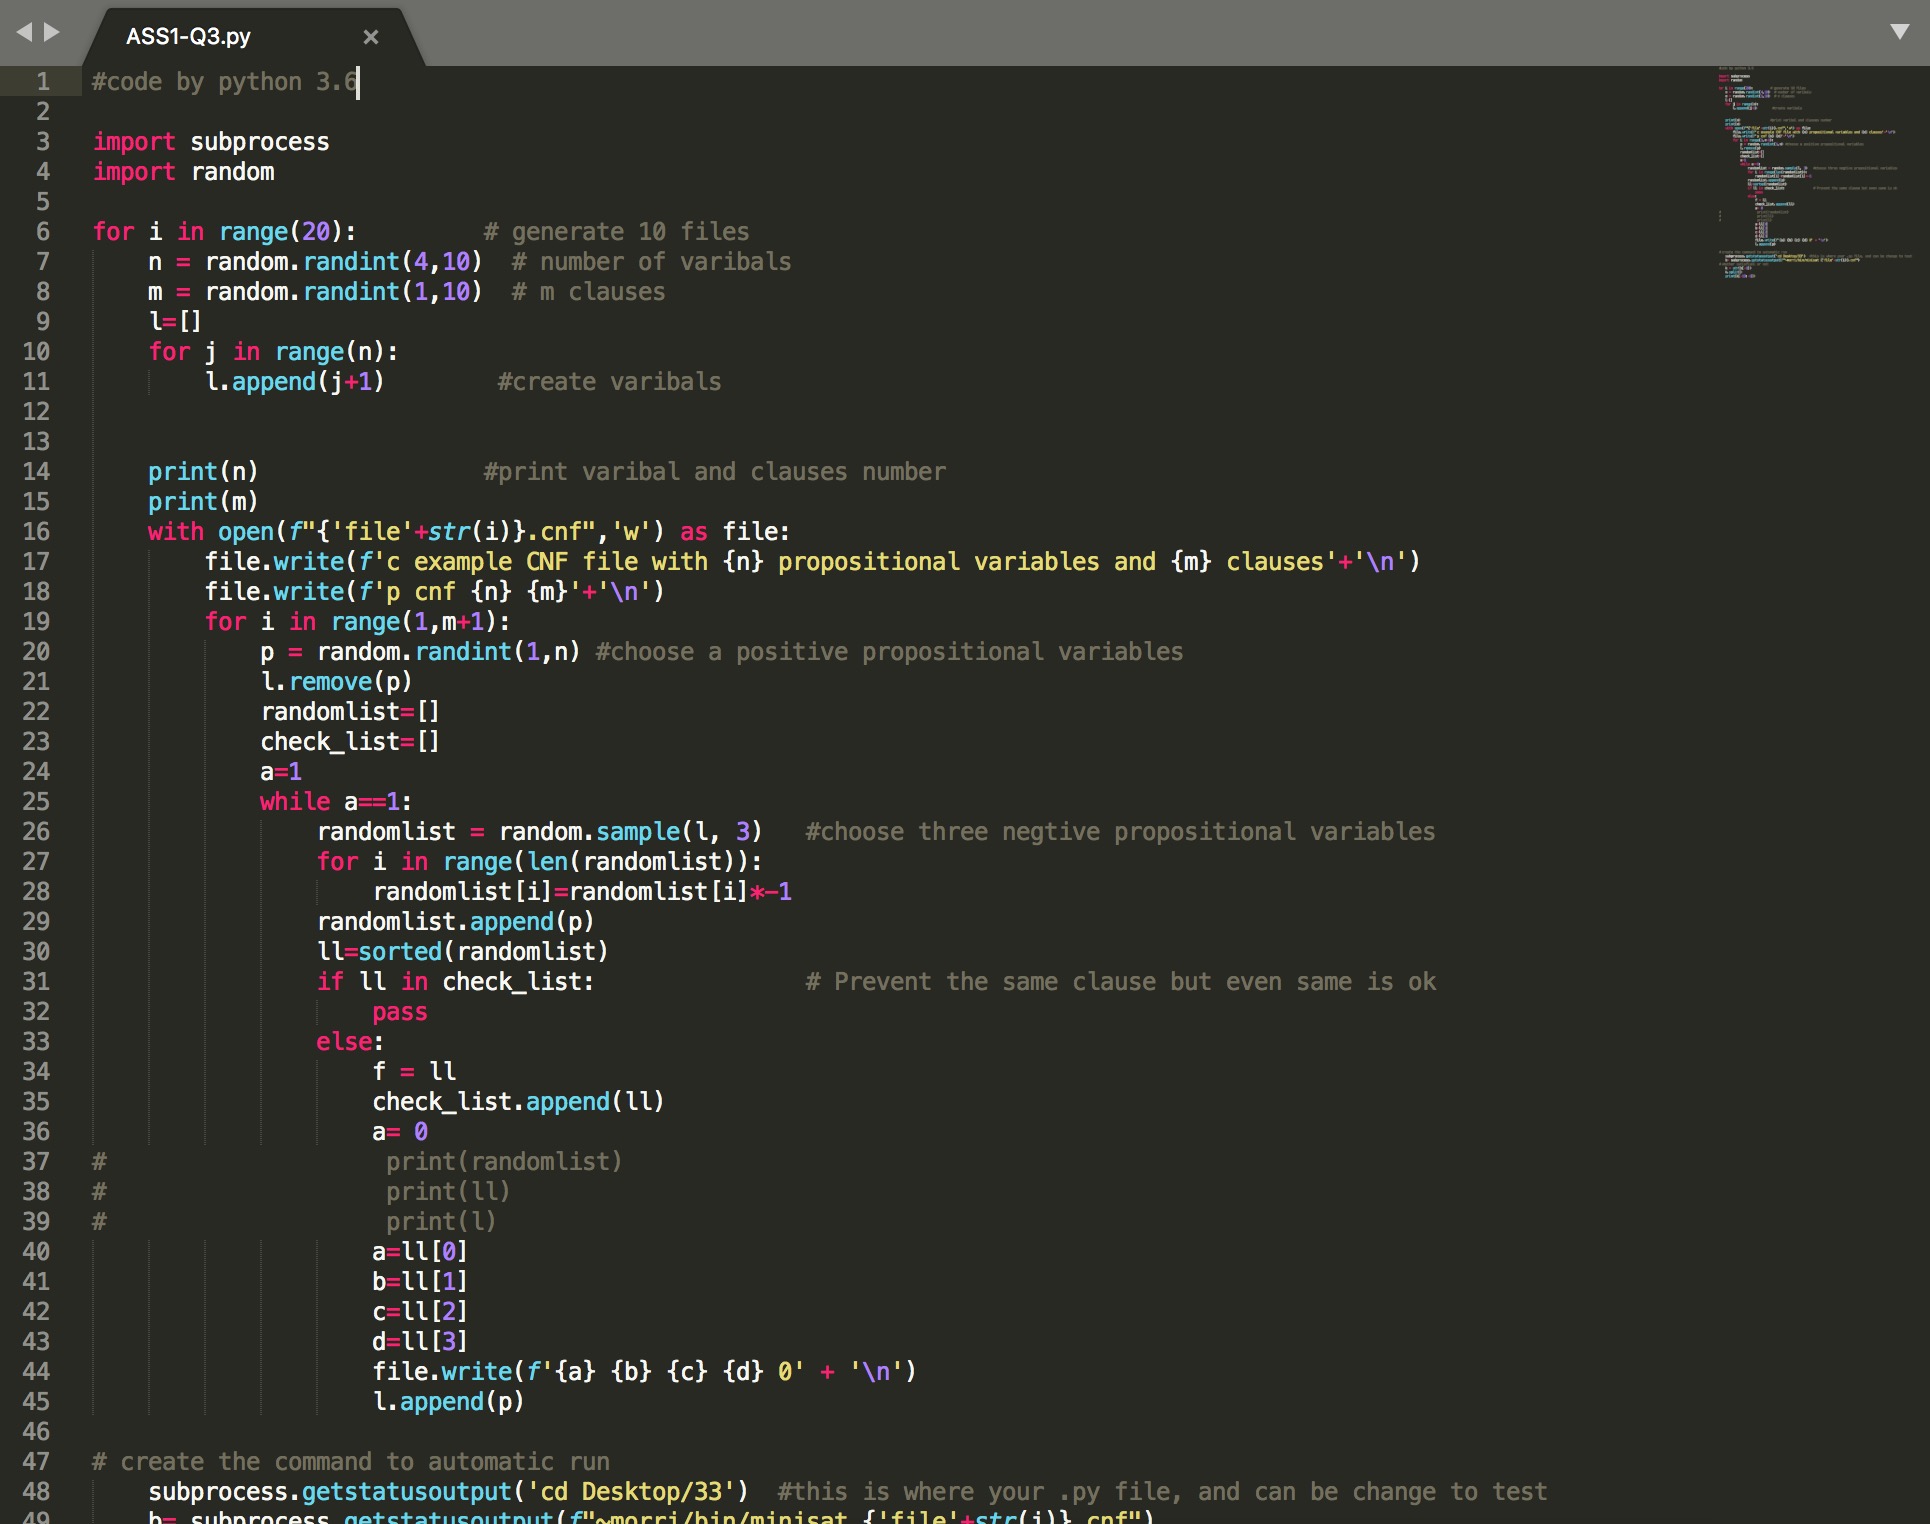 ASS1-Q3.py ×
1 #code by python 3.6
2
3 import subprocess
4 import random
5
6 for i in range(20):         # generate 10 files
7     n = random.randint(4,10)  # number of varibals
8     m = random.randint(1,10)  # m clauses
9     l=[]
10     for j in range(n):
11         l.append(j+1)        #create varibals
12
13
14     print(n)                #print varibal and clauses number
15     print(m)
16     with open(f"{'file'+str(i)}.cnf",'w') as file:
17         file.write(f'c example CNF file with {n} propositional variables and {m} clauses'+'\n')
18         file.write(f'p cnf {n} {m}'+'\n')
19         for i in range(1,m+1):
20             p = random.randint(1,n) #choose a positive propositional variables
21             l.remove(p)
22             randomlist=[]
23             check_list=[]
24             a=1
25             while a==1:
26                 randomlist = random.sample(l, 3)   #choose three negtive propositional variables
27                 for i in range(len(randomlist)):
28                     randomlist[i]=randomlist[i]*-1
29                 randomlist.append(p)
30                 ll=sorted(randomlist)
31                 if ll in check_list:               # Prevent the same clause but even same is ok
32                     pass
33                 else:
34                     f = ll
35                     check_list.append(ll)
36                     a= 0
37 #                    print(randomlist)
38 #                    print(ll)
39 #                    print(l)
40                     a=ll[0]
41                     b=ll[1]
42                     c=ll[2]
43                     d=ll[3]
44                     file.write(f'{a} {b} {c} {d} 0' + '\n')
45                     l.append(p)
46
47 # create the command to automatic run
48     subprocess.getstatusoutput('cd Desktop/33')  #this is where your .py file, and can be change to test
49     b= subprocess.getstatusoutput(f"~morri/bin/minisat {'file'+str(i)}.cnf")